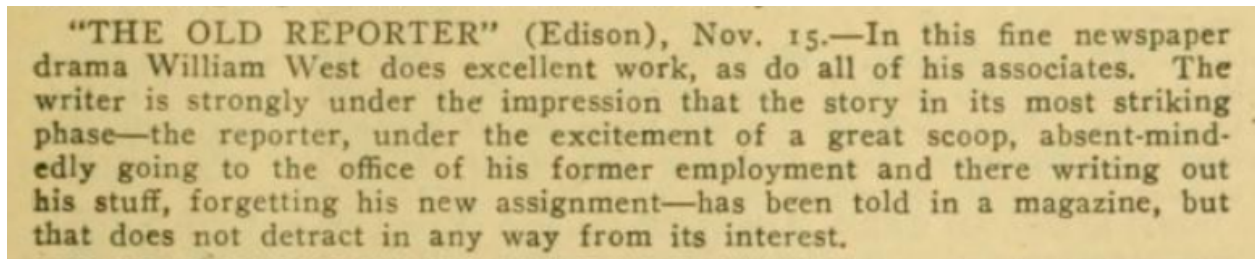 “THE OLD REPORTER” (Edison), Nov. 15.—In this fine newspaper
drama William West does excellent work, as do all of his associates. The
writer is strongly under the impression that the story in its most striking
phase—the reporter, under the excitement of a great scoop, absent-mind-
edly going to the office of his former employment and there writing out
his stuff, forgetting his new assignment—has been told in a magazine, but
that does not detract in any way from its interest.